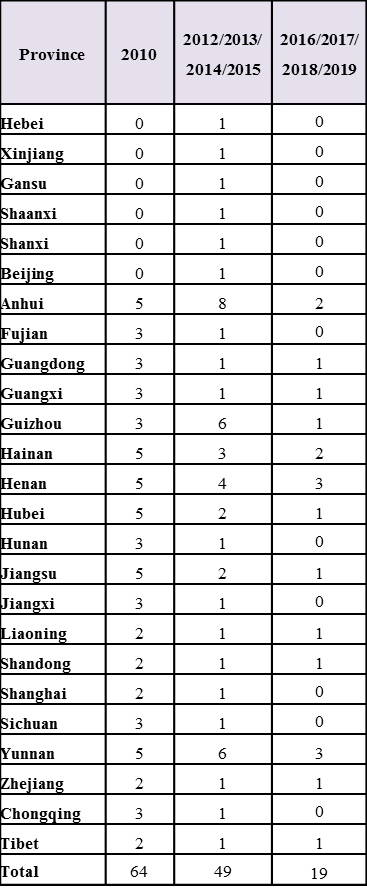 Province 2010 2012/2013/ 2016/2017/
2014/2015 2018/2019
Hebei 0 1 0
Xinjiang 0 1 0
Gansu 0 1 0
Shaanxi 0 1 0
Shanxi 0 1 0
Beijing 0 1 0
Anhui 5 8 2
Fujian 3 1 0
Guangdong 3 1 1
Guangxi 3 1 1
Guizhou 3 6 1
Hainan 5 3 2
Henan 5 4 3
Hubei 5 2 1
Hunan 3 1 0
Jiangsu 5 2 1
Jiangxi 3 1 0
Liaoning 2 1 1
Shandong 2 1 1
Shanghai 2 1 0
Sichuan 3 1 0
Yunnan 5 6 3
Zhejiang 2 1 1
Chongqing 3 1 0
Tibet 2 1 1
Total 64 49 19